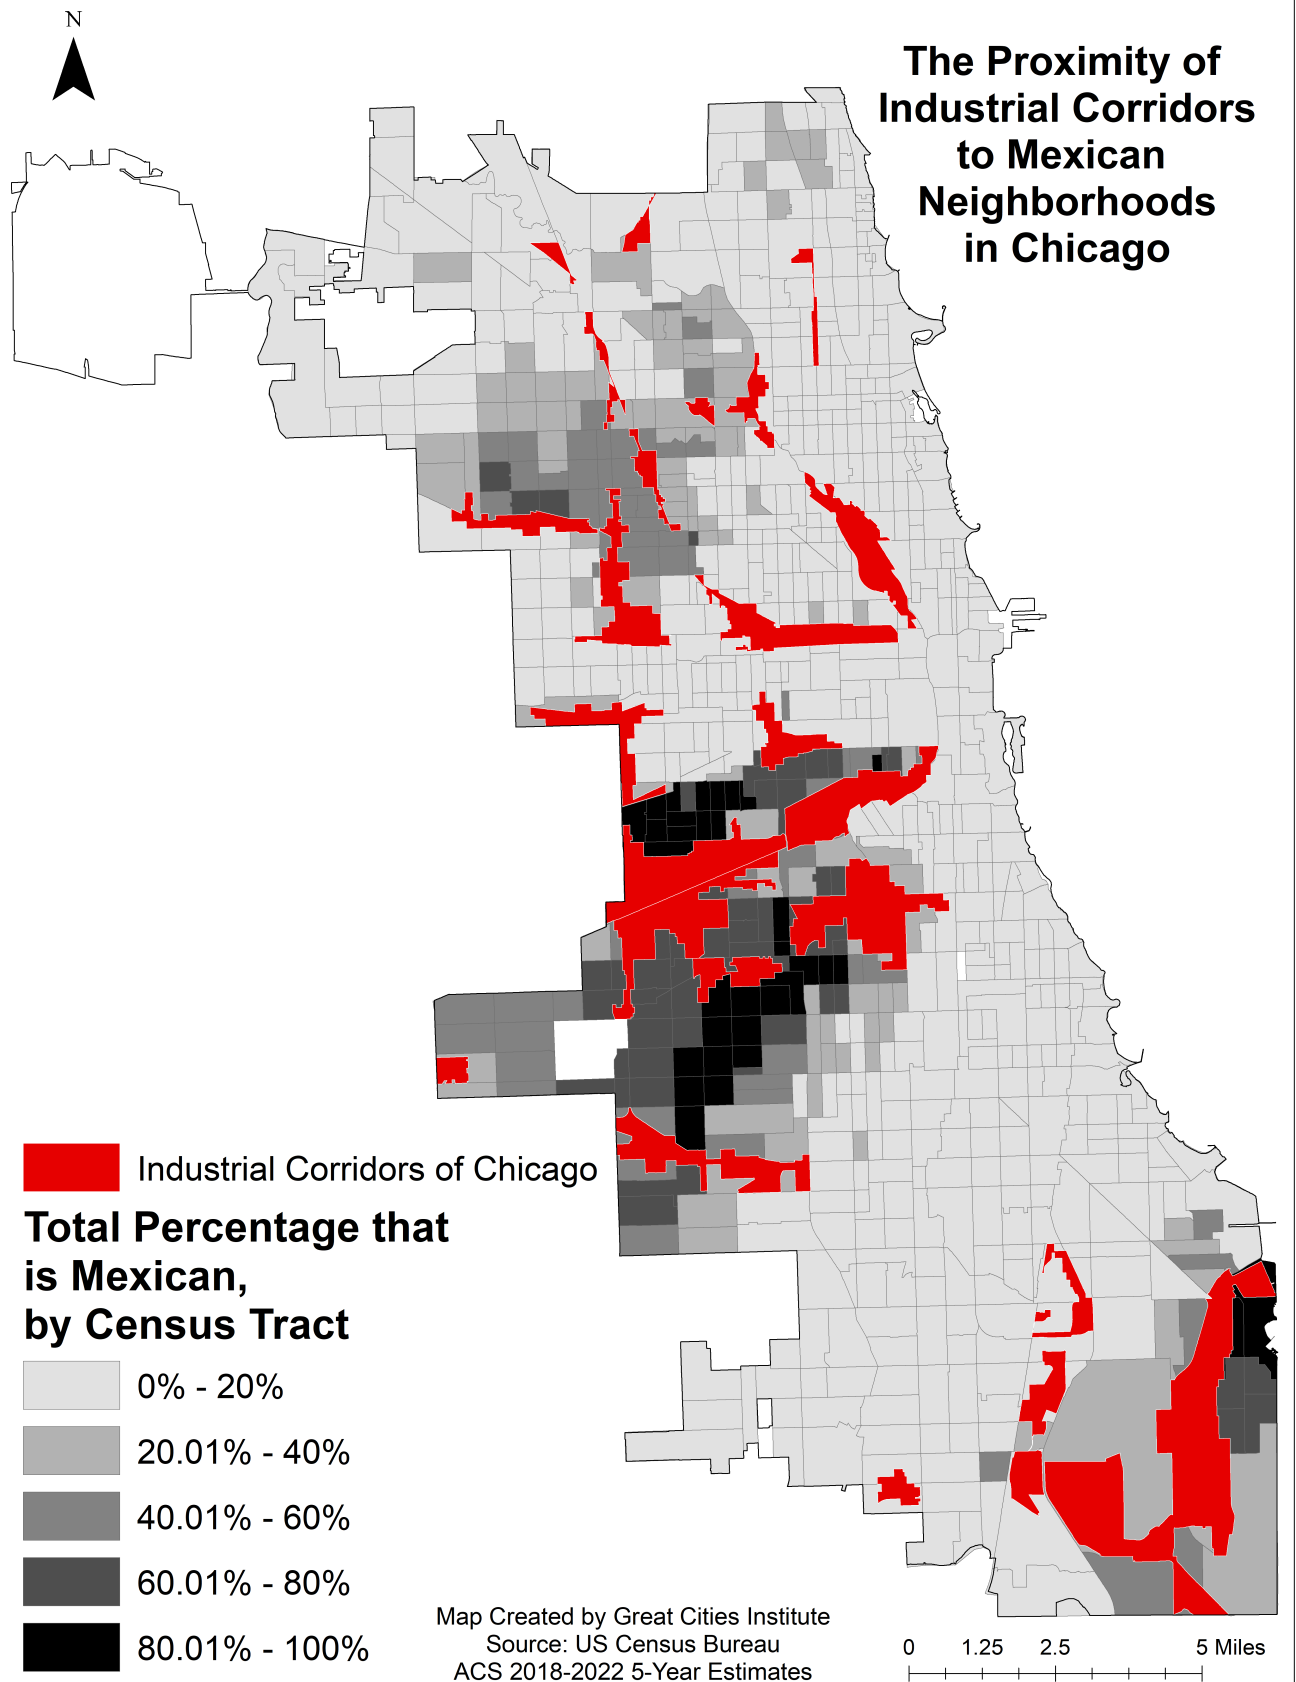 N
The Proximity of
Industrial Corridors
to Mexican
Neighborhoods
in Chicago
Industrial Corridors of Chicago
Total Percentage that
is Mexican,
by Census Tract
0% - 20%
20.01% - 40%
40.01% - 60%
60.01% - 80%
80.01% - 100%
Map Created by Great Cities Institute
Source: US Census Bureau
ACS 2018-2022 5-Year Estimates
0 1.25 2.5 5 Miles